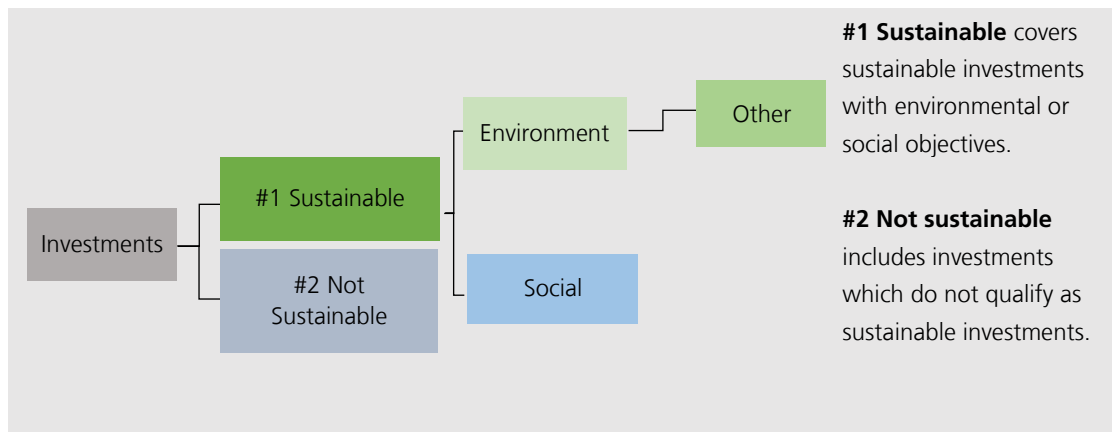 Investments
#1 Sustainable
#2 Not
Sustainable
Environment
Social
Other
#1 Sustainable covers
sustainable investments
with environmental or
social objectives.
#2 Not sustainable
includes investments
which do not qualify as
sustainable investments.